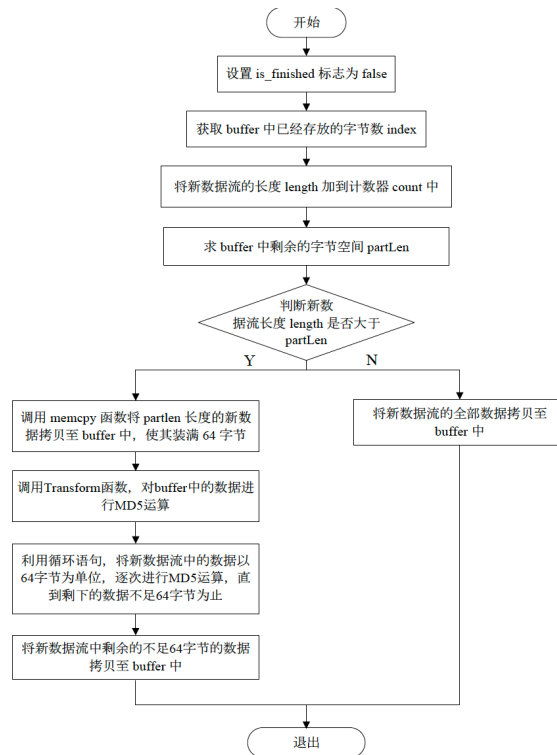 开始
设置 is_finished 标志为 false
获取 buffer 中已经存放的字节数 index
将新数据流的长度 length 加到计数器 count 中
求 buffer 中剩余的字节空间 partLen
判断新数
据流长度 length 是否大于
partLen
Y
N
调用 memcpy 函数将 partlen 长度的新数
据拷贝至 buffer 中，使其装满 64 字节
将新数据流的全部数据拷贝至
buffer 中
调用Transform函数，对buffer中的数据进
行MD5运算
利用循环语句，将新数据流中的数据以
64字节为单位，逐次进行MD5运算，直
到剩下的数据不足64字节为止
将新数据流中剩余的不足64字节的数据
拷贝至 buffer 中
退出